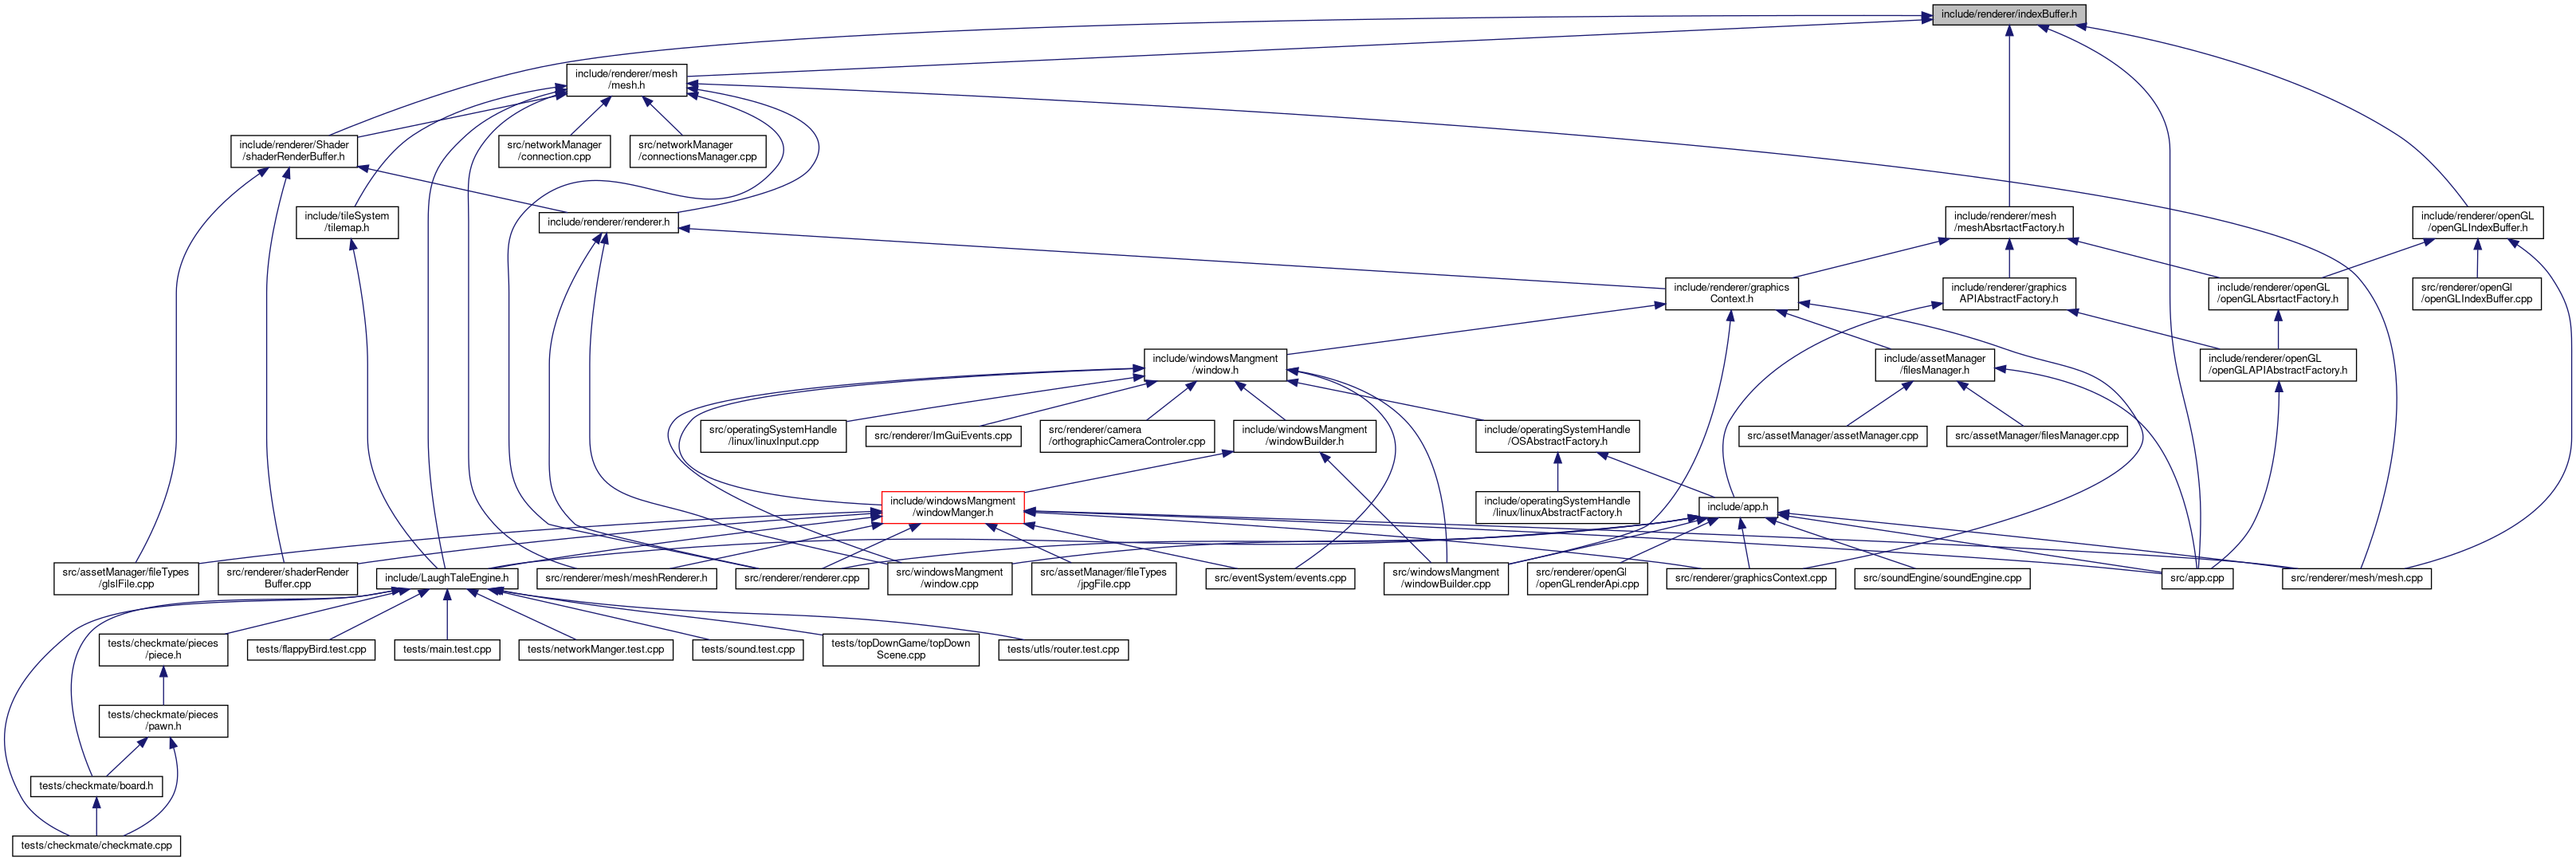 include/renderer/indexBuffer.h
include/renderer/mesh
/mesh.h
include/renderer/Shader
/shaderRenderBuffer.h
src/networkManager
/connection.cpp
src/networkManager
/connectionsManager.cpp
include/tileSystem
/tilemap.h
include/renderer/renderer.h
include/renderer/mesh
/meshAbsrtactFactory.h
include/renderer/openGL
/openGLIndexBuffer.h
include/renderer/graphics
Context.h
include/renderer/graphics
APIAbstractFactory.h
include/renderer/openGL
/openGLAbsrtactFactory.h
src/renderer/openGl
/openGLIndexBuffer.cpp
include/windowsMangment
/window.h
include/assetManager
/filesManager.h
include/renderer/openGL
/openGLAPIAbstractFactory.h
src/operatingSystemHandle
/linux/linuxInput.cpp
src/renderer/ImGuiEvents.cpp
src/renderer/camera
/orthographicCameraControler.cpp
include/windowsMangment
/windowBuilder.h
include/operatingSystemHandle
/OSAbstractFactory.h
src/assetManager/assetManager.cpp
src/assetManager/filesManager.cpp
include/windowsMangment
/windowManger.h
include/operatingSystemHandle
/linux/linuxAbstractFactory.h
include/app.h
src/assetManager/fileTypes
/glslFile.cpp
src/renderer/shaderRender
Buffer.cpp
include/LaughTaleEngine.h
src/renderer/mesh/meshRenderer.h
src/renderer/renderer.cpp
src/windowsMangment
/window.cpp
src/assetManager/fileTypes
/jpgFile.cpp
src/eventSystem/events.cpp
src/windowsMangment
/windowBuilder.cpp
src/renderer/openGl
/openGLrenderApi.cpp
src/renderer/graphicsContext.cpp
src/soundEngine/soundEngine.cpp
src/app.cpp
src/renderer/mesh/mesh.cpp
tests/checkmate/pieces
/piece.h
tests/flappyBird.test.cpp
tests/main.test.cpp
tests/networkManger.test.cpp
tests/sound.test.cpp
tests/topDownGame/topDown
Scene.cpp
tests/utls/router.test.cpp
tests/checkmate/pieces
/pawn.h
tests/checkmate/board.h
tests/checkmate/checkmate.cpp